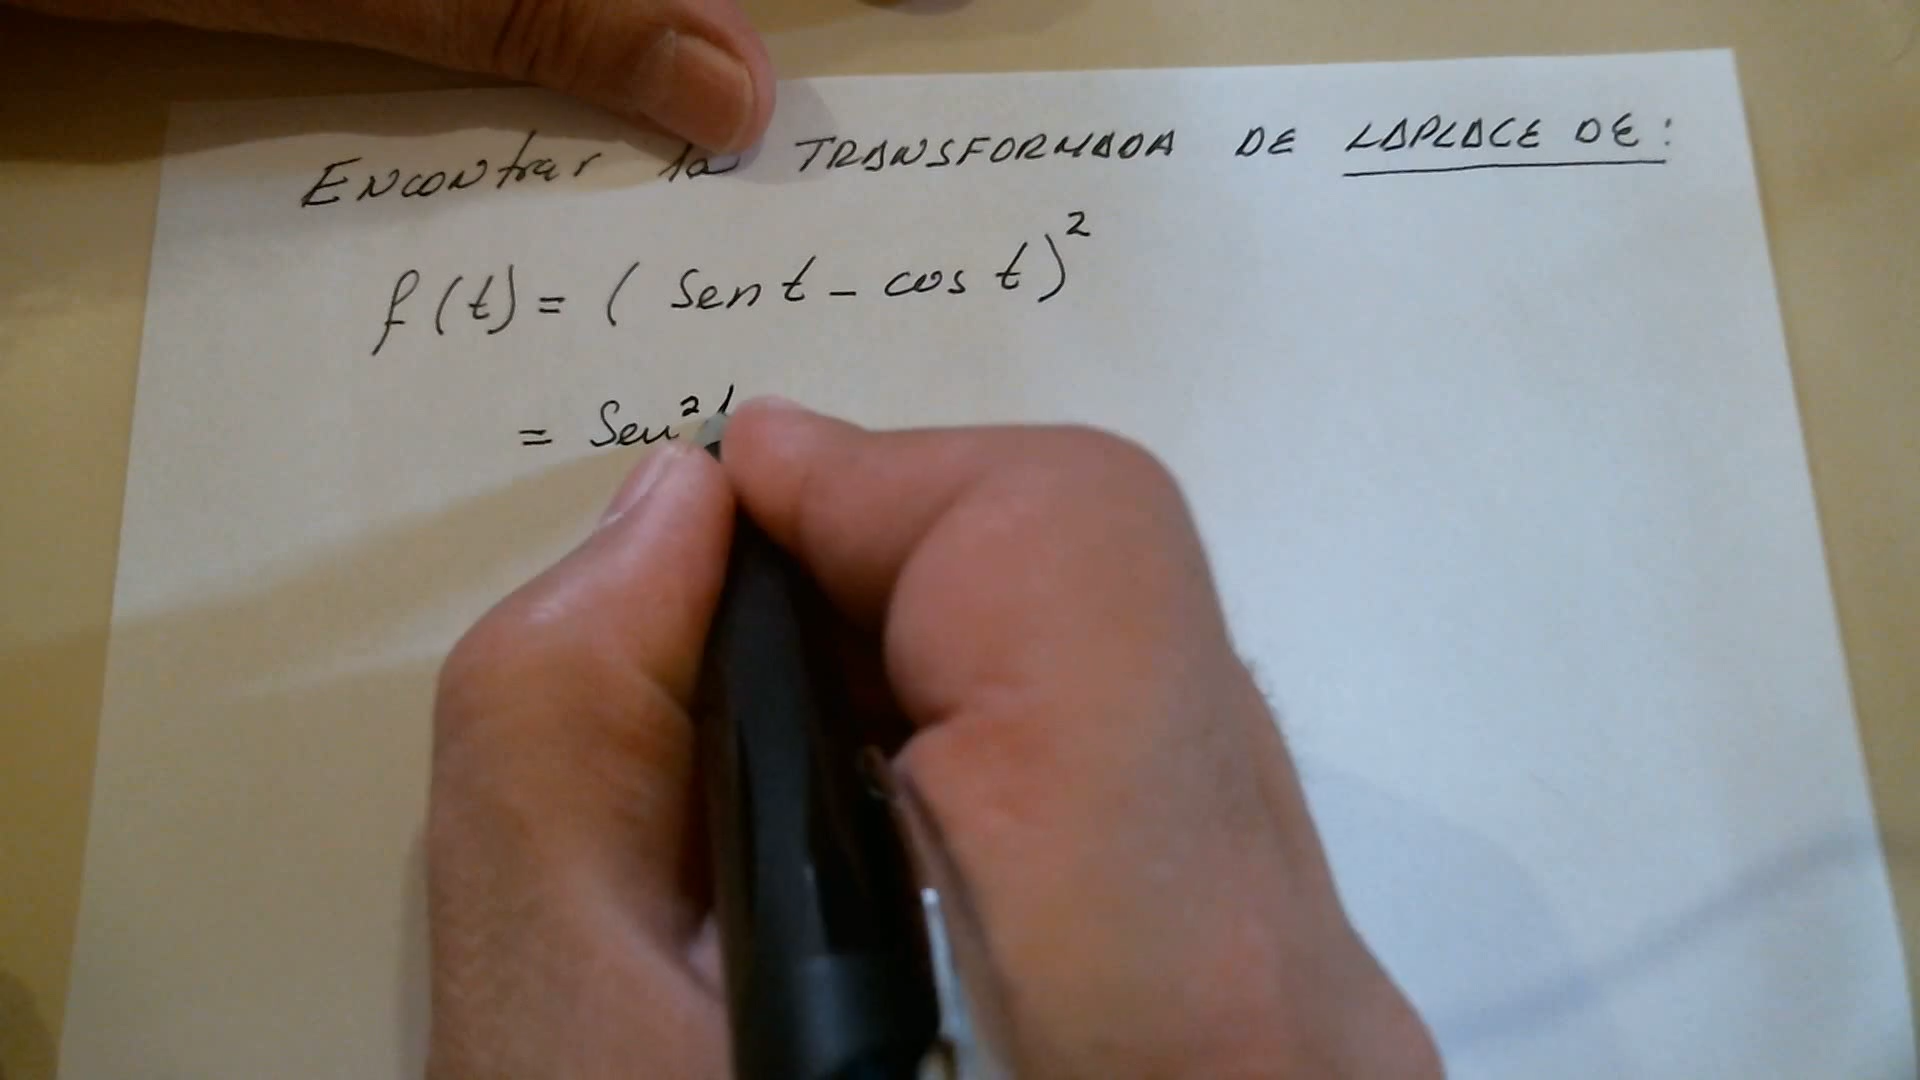 Encontrar la TRANSFORMADA DE LAPLACE DE:
f(t) = ( Sen t - cos t )²
= Sen² t